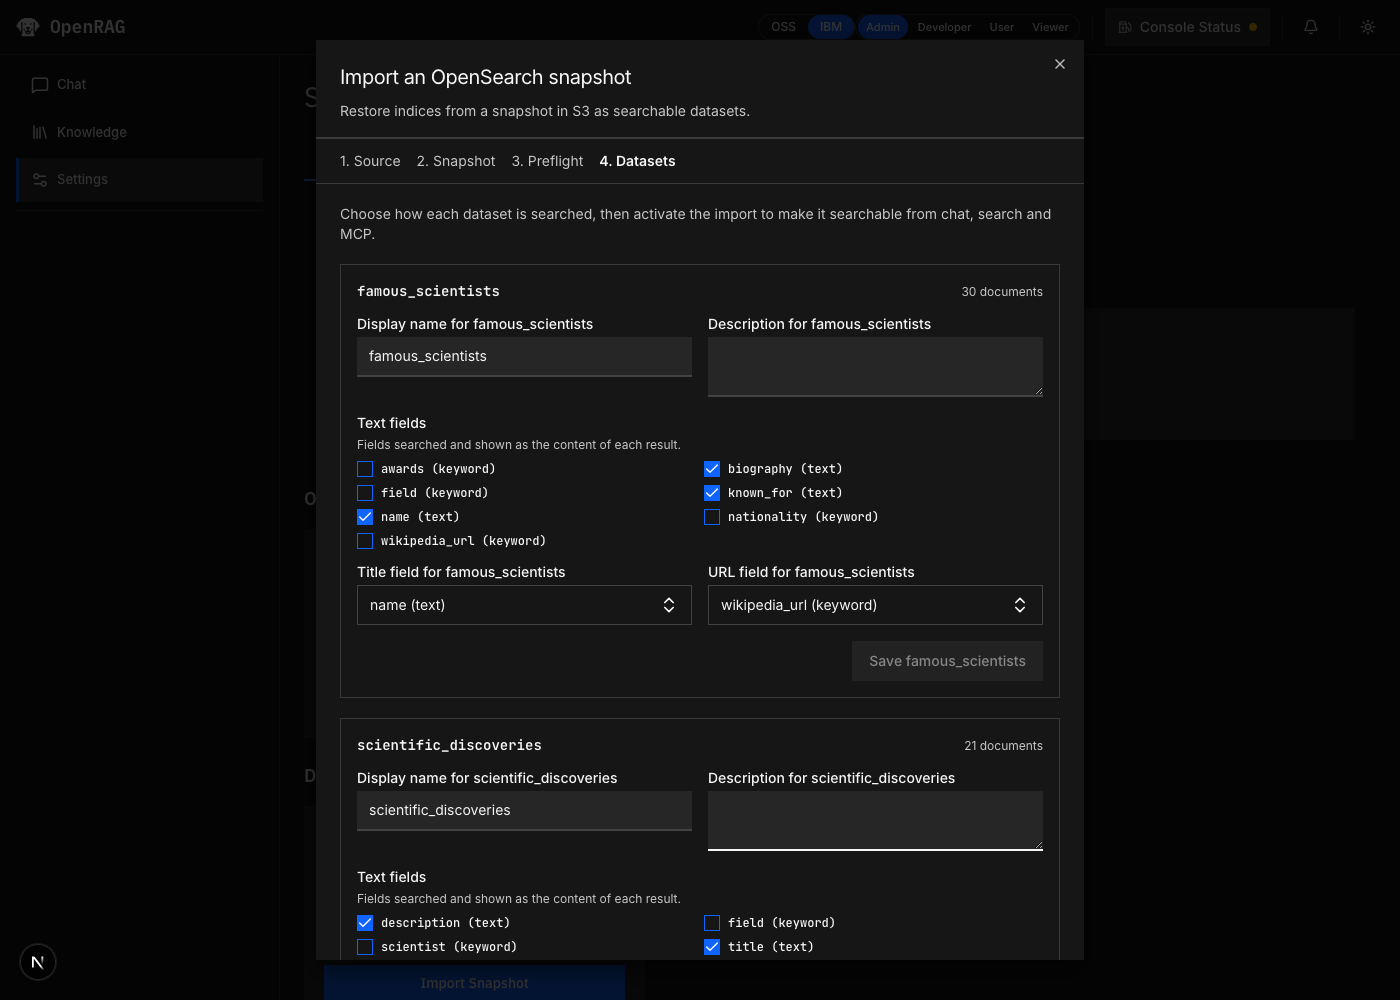 OpenRAG
OSS IBM Admin Developer User Viewer
Console Status
Chat
Knowledge
Settings
S
Import an OpenSearch snapshot
Restore indices from a snapshot in S3 as searchable datasets.
1. Source 2. Snapshot 3. Preflight 4. Datasets
Choose how each dataset is searched, then activate the import to make it searchable from chat, search and
MCP.
famous_scientists
30 documents
Display name for famous_scientists
Description for famous_scientists
famous_scientists
Text fields
Fields searched and shown as the content of each result.
awards (keyword)
biography (text)
field (keyword)
known_for (text)
name (text)
nationality (keyword)
wikipedia_url (keyword)
Title field for famous_scientists
URL field for famous_scientists
name (text)
wikipedia_url (keyword)
Save famous_scientists
scientific_discoveries
21 documents
Display name for scientific_discoveries
Description for scientific_discoveries
scientific_discoveries
Text fields
Fields searched and shown as the content of each result.
description (text)
field (keyword)
scientist (keyword)
title (text)
O
D
N
Import Snapshot